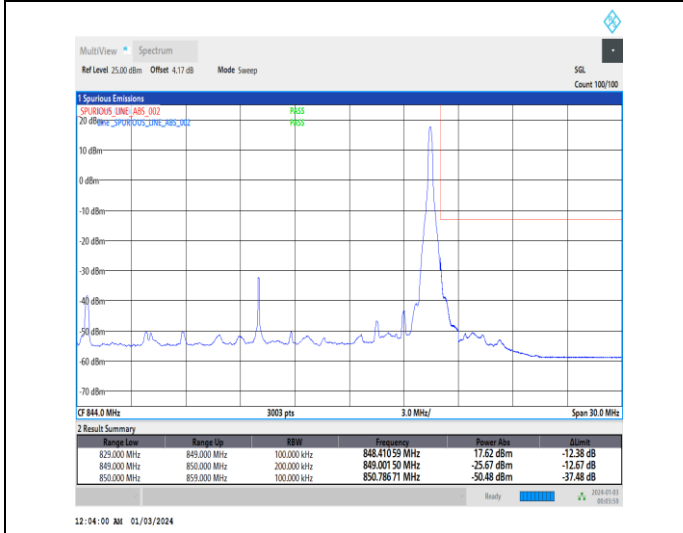 MultiView Spectrum
Ref Level 25.00 dBm Offset 4.17 dB Mode Sweep SGL
Count 100/100
1 Spurious Emissions
SPURIOUS_LINE_ABS_002 PASS
20 dBm
Line _SPURIOUS_LINE_ABS_002 PASS
10 dBm
0 dBm
-10 dBm
-20 dBm
-30 dBm
-40 dBm
-50 dBm
-60 dBm
-70 dBm
CF 844.0 MHz 3003 pts 3.0 MHz/ Span 30.0 MHz
2 Result Summary
Range Low Range Up RBW Frequency Power Abs ΔLimit
829.000 MHz 849.000 MHz 100.000 kHz 848.41059 MHz 17.62 dBm -12.38 dB
849.000 MHz 850.000 MHz 200.000 kHz 849.00150 MHz -25.67 dBm -12.67 dB
850.000 MHz 859.000 MHz 100.000 kHz 850.78671 MHz -50.48 dBm -37.48 dB
Ready 2024-01-03
00:03:59
12:04:00 AM 01/03/2024